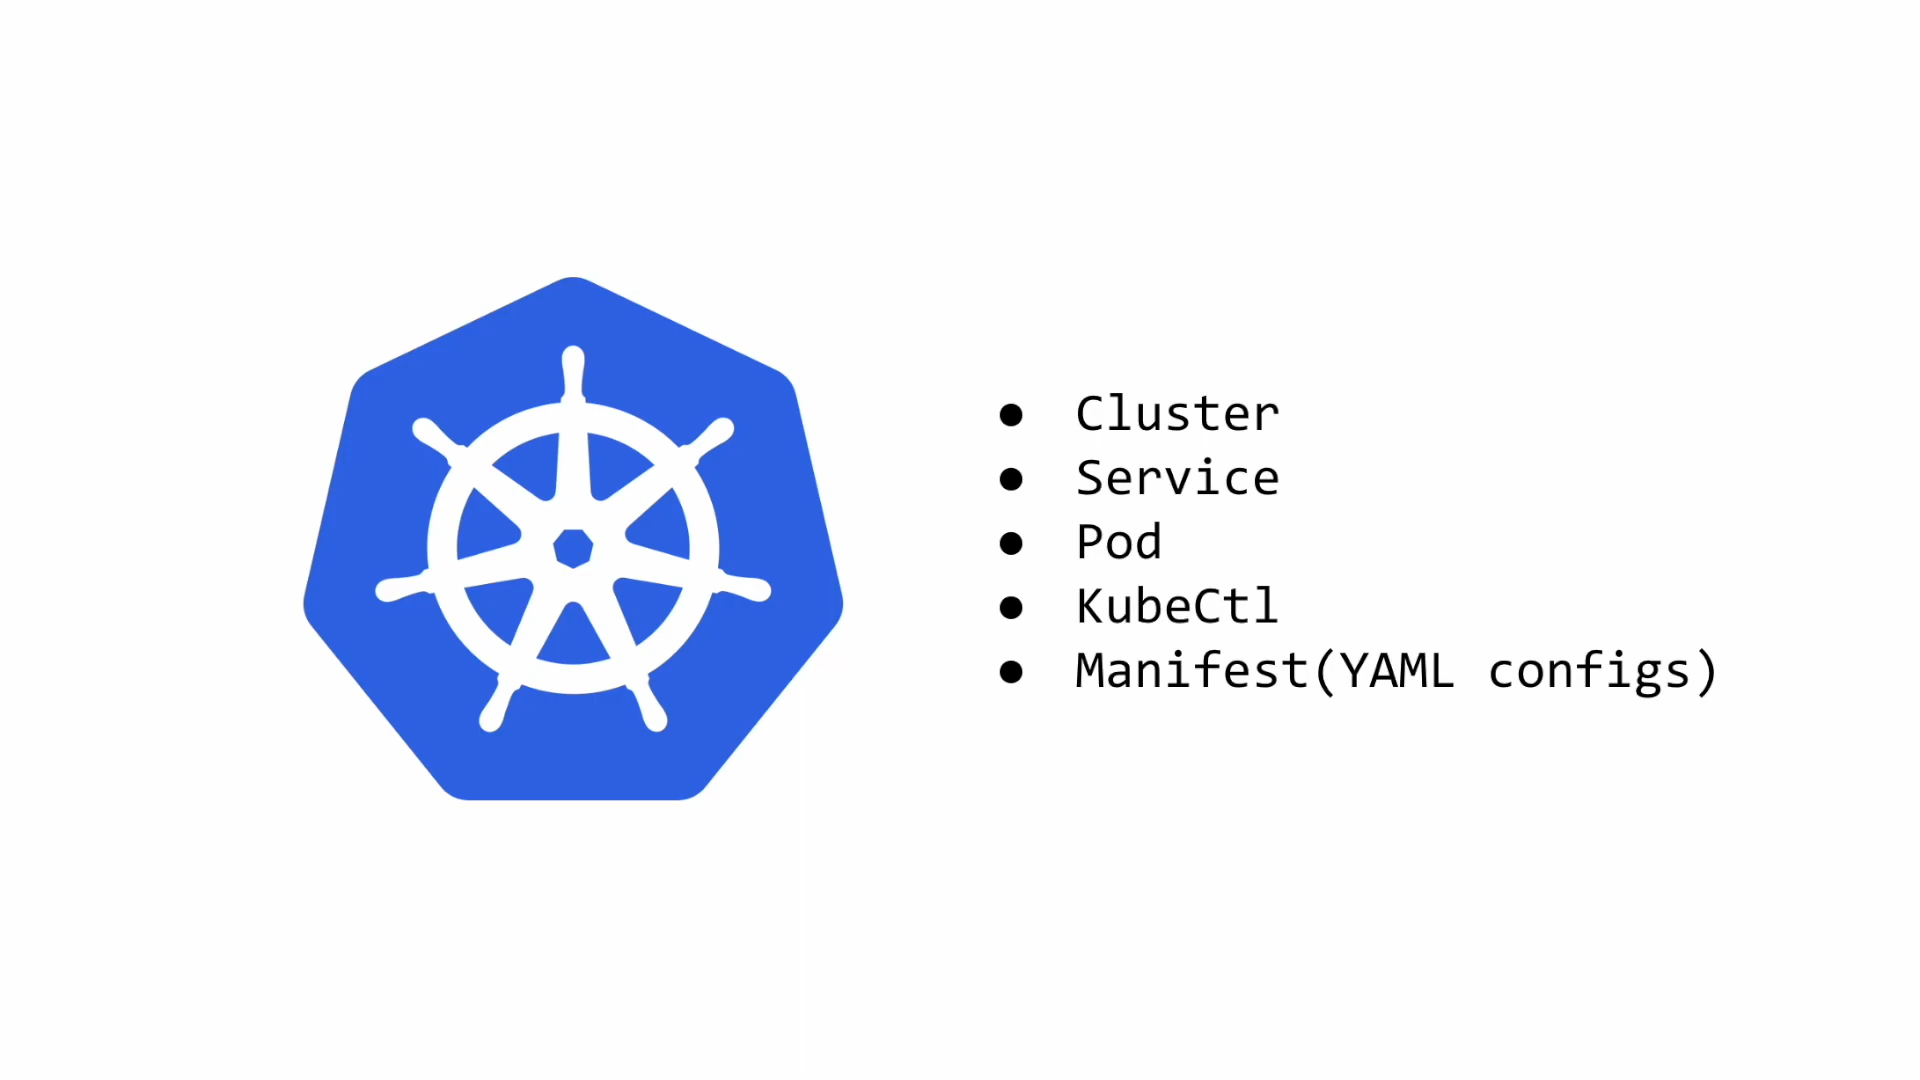 ● Cluster
● Service
● Pod
● KubeCtl
● Manifest(YAML configs)